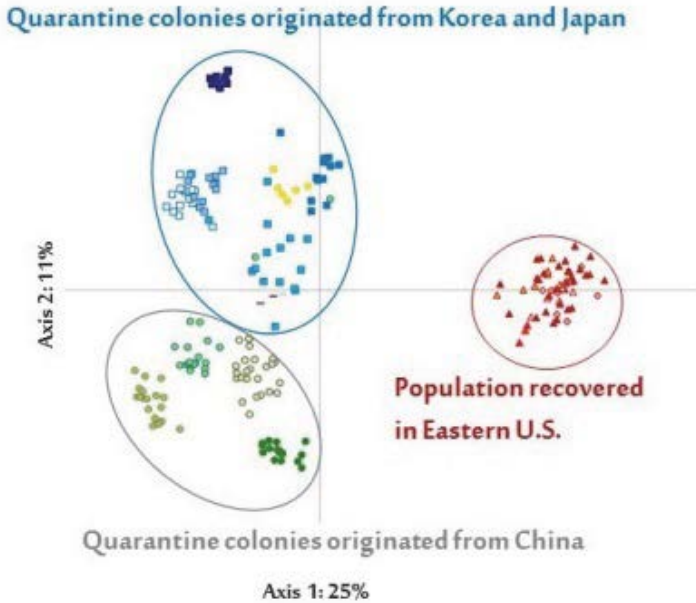 Quarantine colonies originated from Korea and Japan
Axis 2: 11%
Population recovered
in Eastern U.S.
Quarantine colonies originated from China
Axis 1: 25%